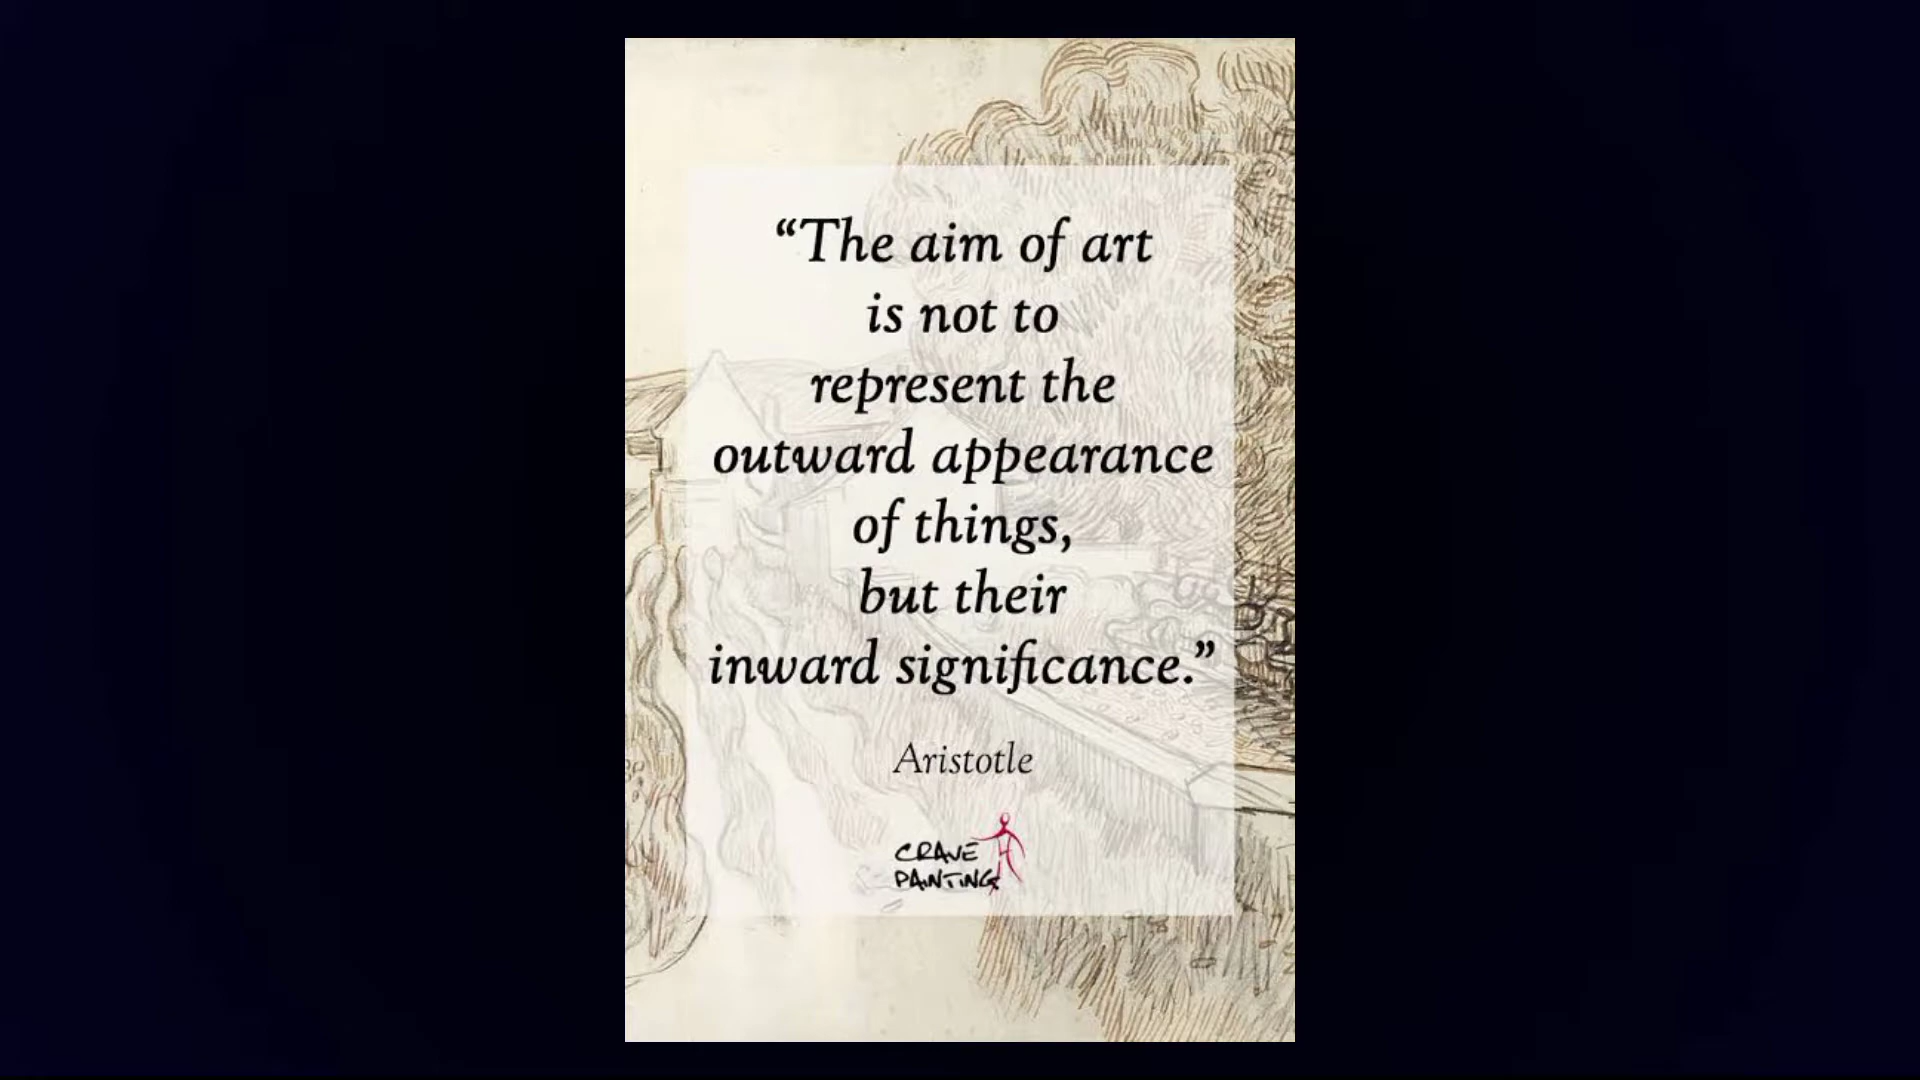 “The aim of art
is not to
represent the
outward appearance
of things,
but their
inward significance.”
Aristotle
CRAVE
PAINTING